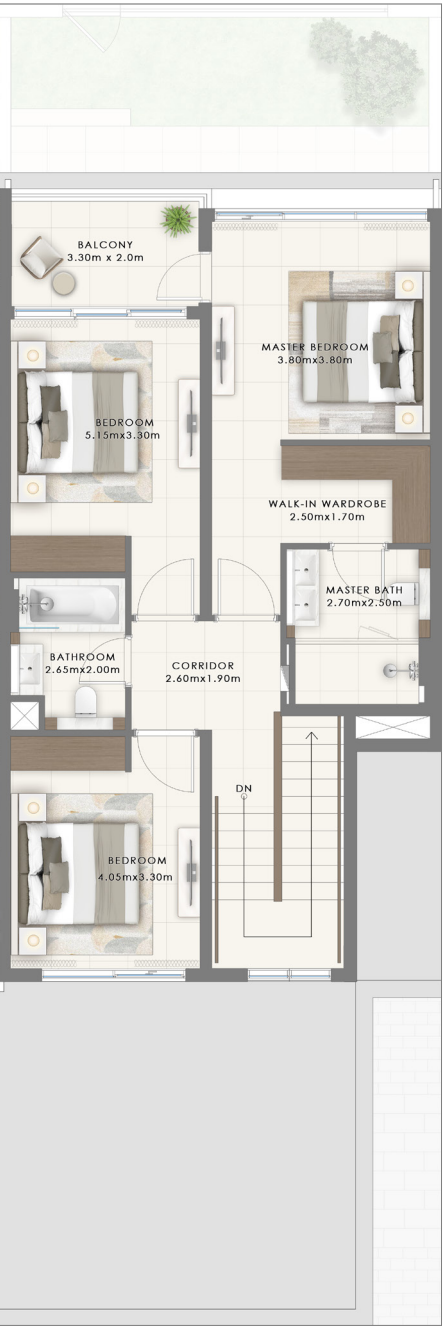 BALCONY
3.30m x 2.0m
MASTER BEDROOM
3.80mx3.80m
BEDROOM
5.15mx3.30m
WALK-IN WARDROBE
2.50mx1.70m
MASTER BATH
2.70mx2.50m
BATHROOM
2.65mx2.00m
CORRIDOR
2.60mx1.90m
DN
BEDROOM
4.05mx3.30m